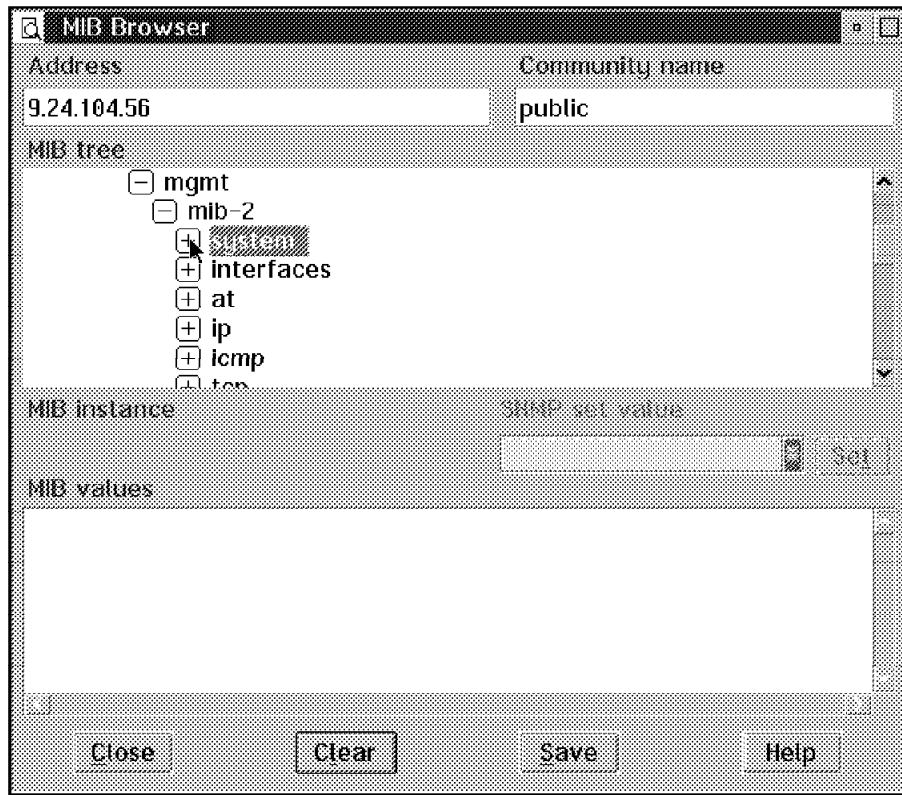 MIB Browser
Address Community name
9.24.104.56 public
MIB tree
mgmt
mib-2
system
interfaces
at
ip
icmp
tcp
MIB instance SNMP set value
Set
MIB values
Close Clear Save Help